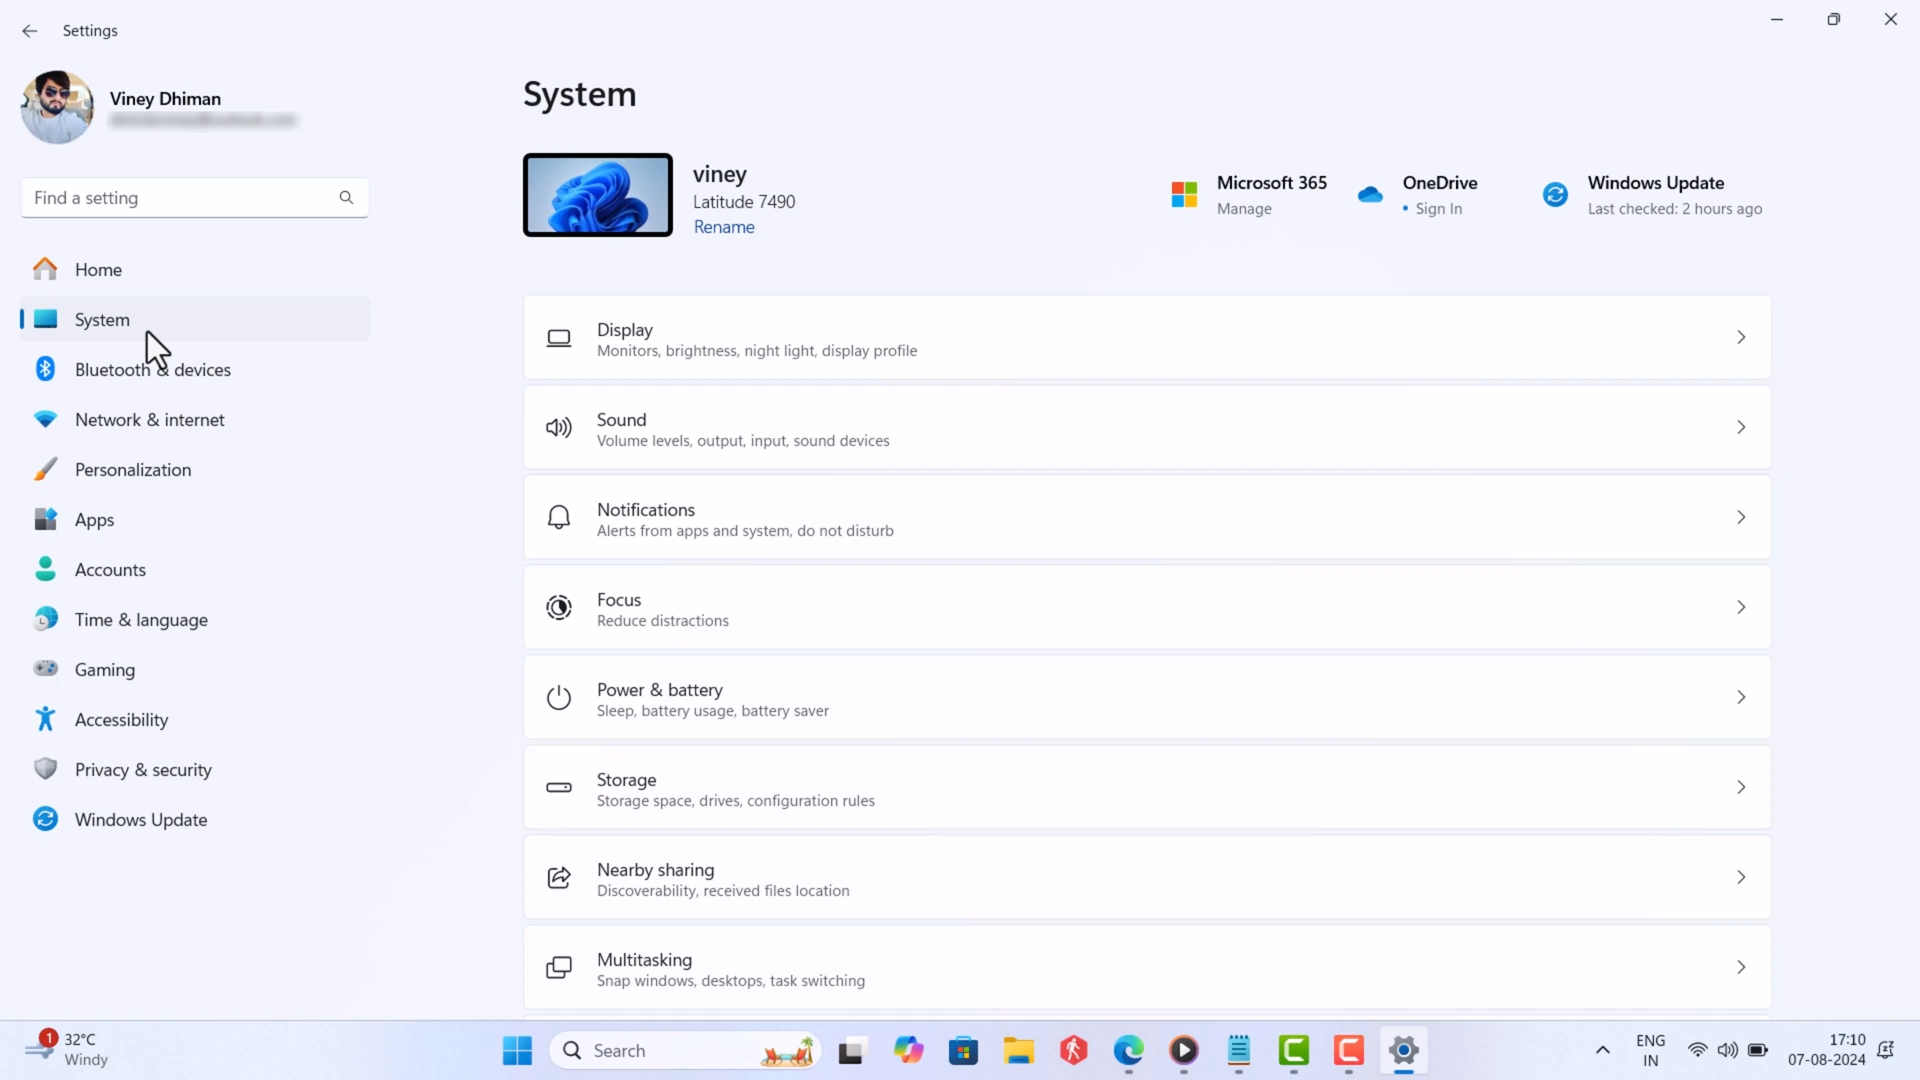 Settings
Viney Dhiman
Find a setting
Home
System
Bluetooth & devices
Network & internet
Personalization
Apps
Accounts
Time & language
Gaming
Accessibility
Privacy & security
Windows Update
System
viney
Latitude 7490
Rename
Microsoft 365
Manage
OneDrive
• Sign In
Windows Update
Last checked: 2 hours ago
Display
Monitors, brightness, night light, display profile
Sound
Volume levels, output, input, sound devices
Notifications
Alerts from apps and system, do not disturb
Focus
Reduce distractions
Power & battery
Sleep, battery usage, battery saver
Storage
Storage space, drives, configuration rules
Nearby sharing
Discoverability, received files location
Multitasking
Snap windows, desktops, task switching
1
32°C
Windy
Search
ENG
IN
17:10
07-08-2024